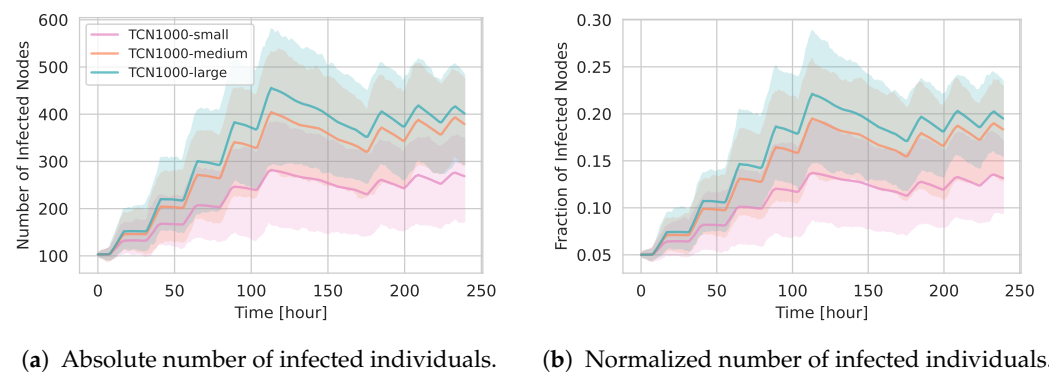 600
500
400
300
200
100
Number of Infected Nodes
TCN1000-small
TCN1000-medium
TCN1000-large
0 50 100 150 200 250
Time [hour]
(a) Absolute number of infected individuals.
0.30
0.25
0.20
0.15
0.10
0.05
Fraction of Infected Nodes
0 50 100 150 200 250
Time [hour]
(b) Normalized number of infected individuals.